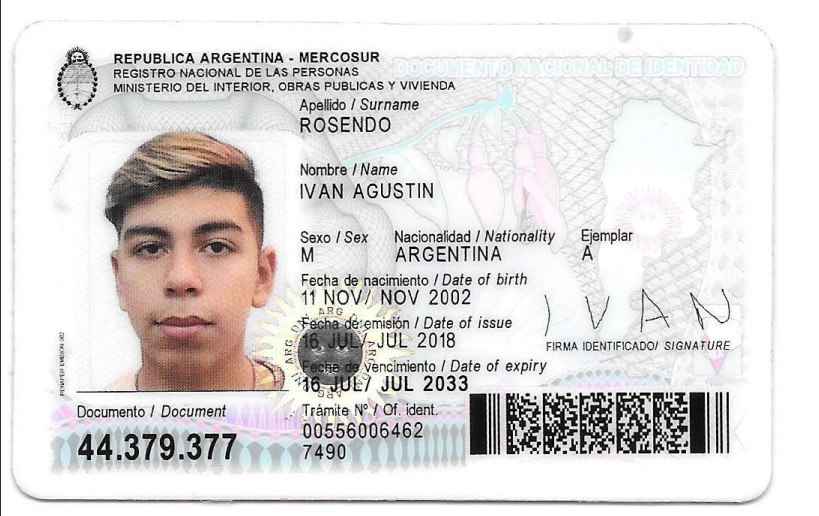 REPUBLICA ARGENTINA - MERCOSUR
REGISTRO NACIONAL DE LAS PERSONAS
MINISTERIO DEL INTERIOR, OBRAS PUBLICAS Y VIVIENDA
DOCUMENTO NACIONAL DE IDENTIDAD
Apellido / Surname
ROSENDO
Nombre / Name
IVAN AGUSTIN
Sexo / Sex Nacionalidad / Nationality Ejemplar
M ARGENTINA A
Fecha de nacimiento / Date of birth
11 NOV/ NOV 2002
Fecha de emisión / Date of issue
16 JUL/ JUL 2018
IVAN
FIRMA IDENTIFICADO/ SIGNATURE
Fecha de Vencimiento / Date of expiry
16 JUL/ JUL 2033
Documento / Document
44.379.377
Trámite Nº / Of. ident.
00556006462
7490